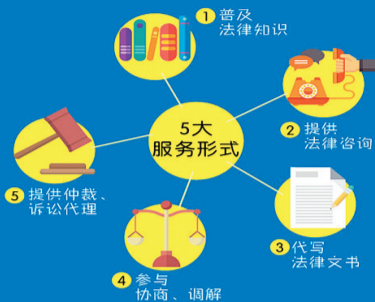 1 普及
法律知识
5大
服务形式
2 提供
法律咨询
3 代写
法律文书
4 参与
协商、调解
5 提供仲裁、
诉讼代理